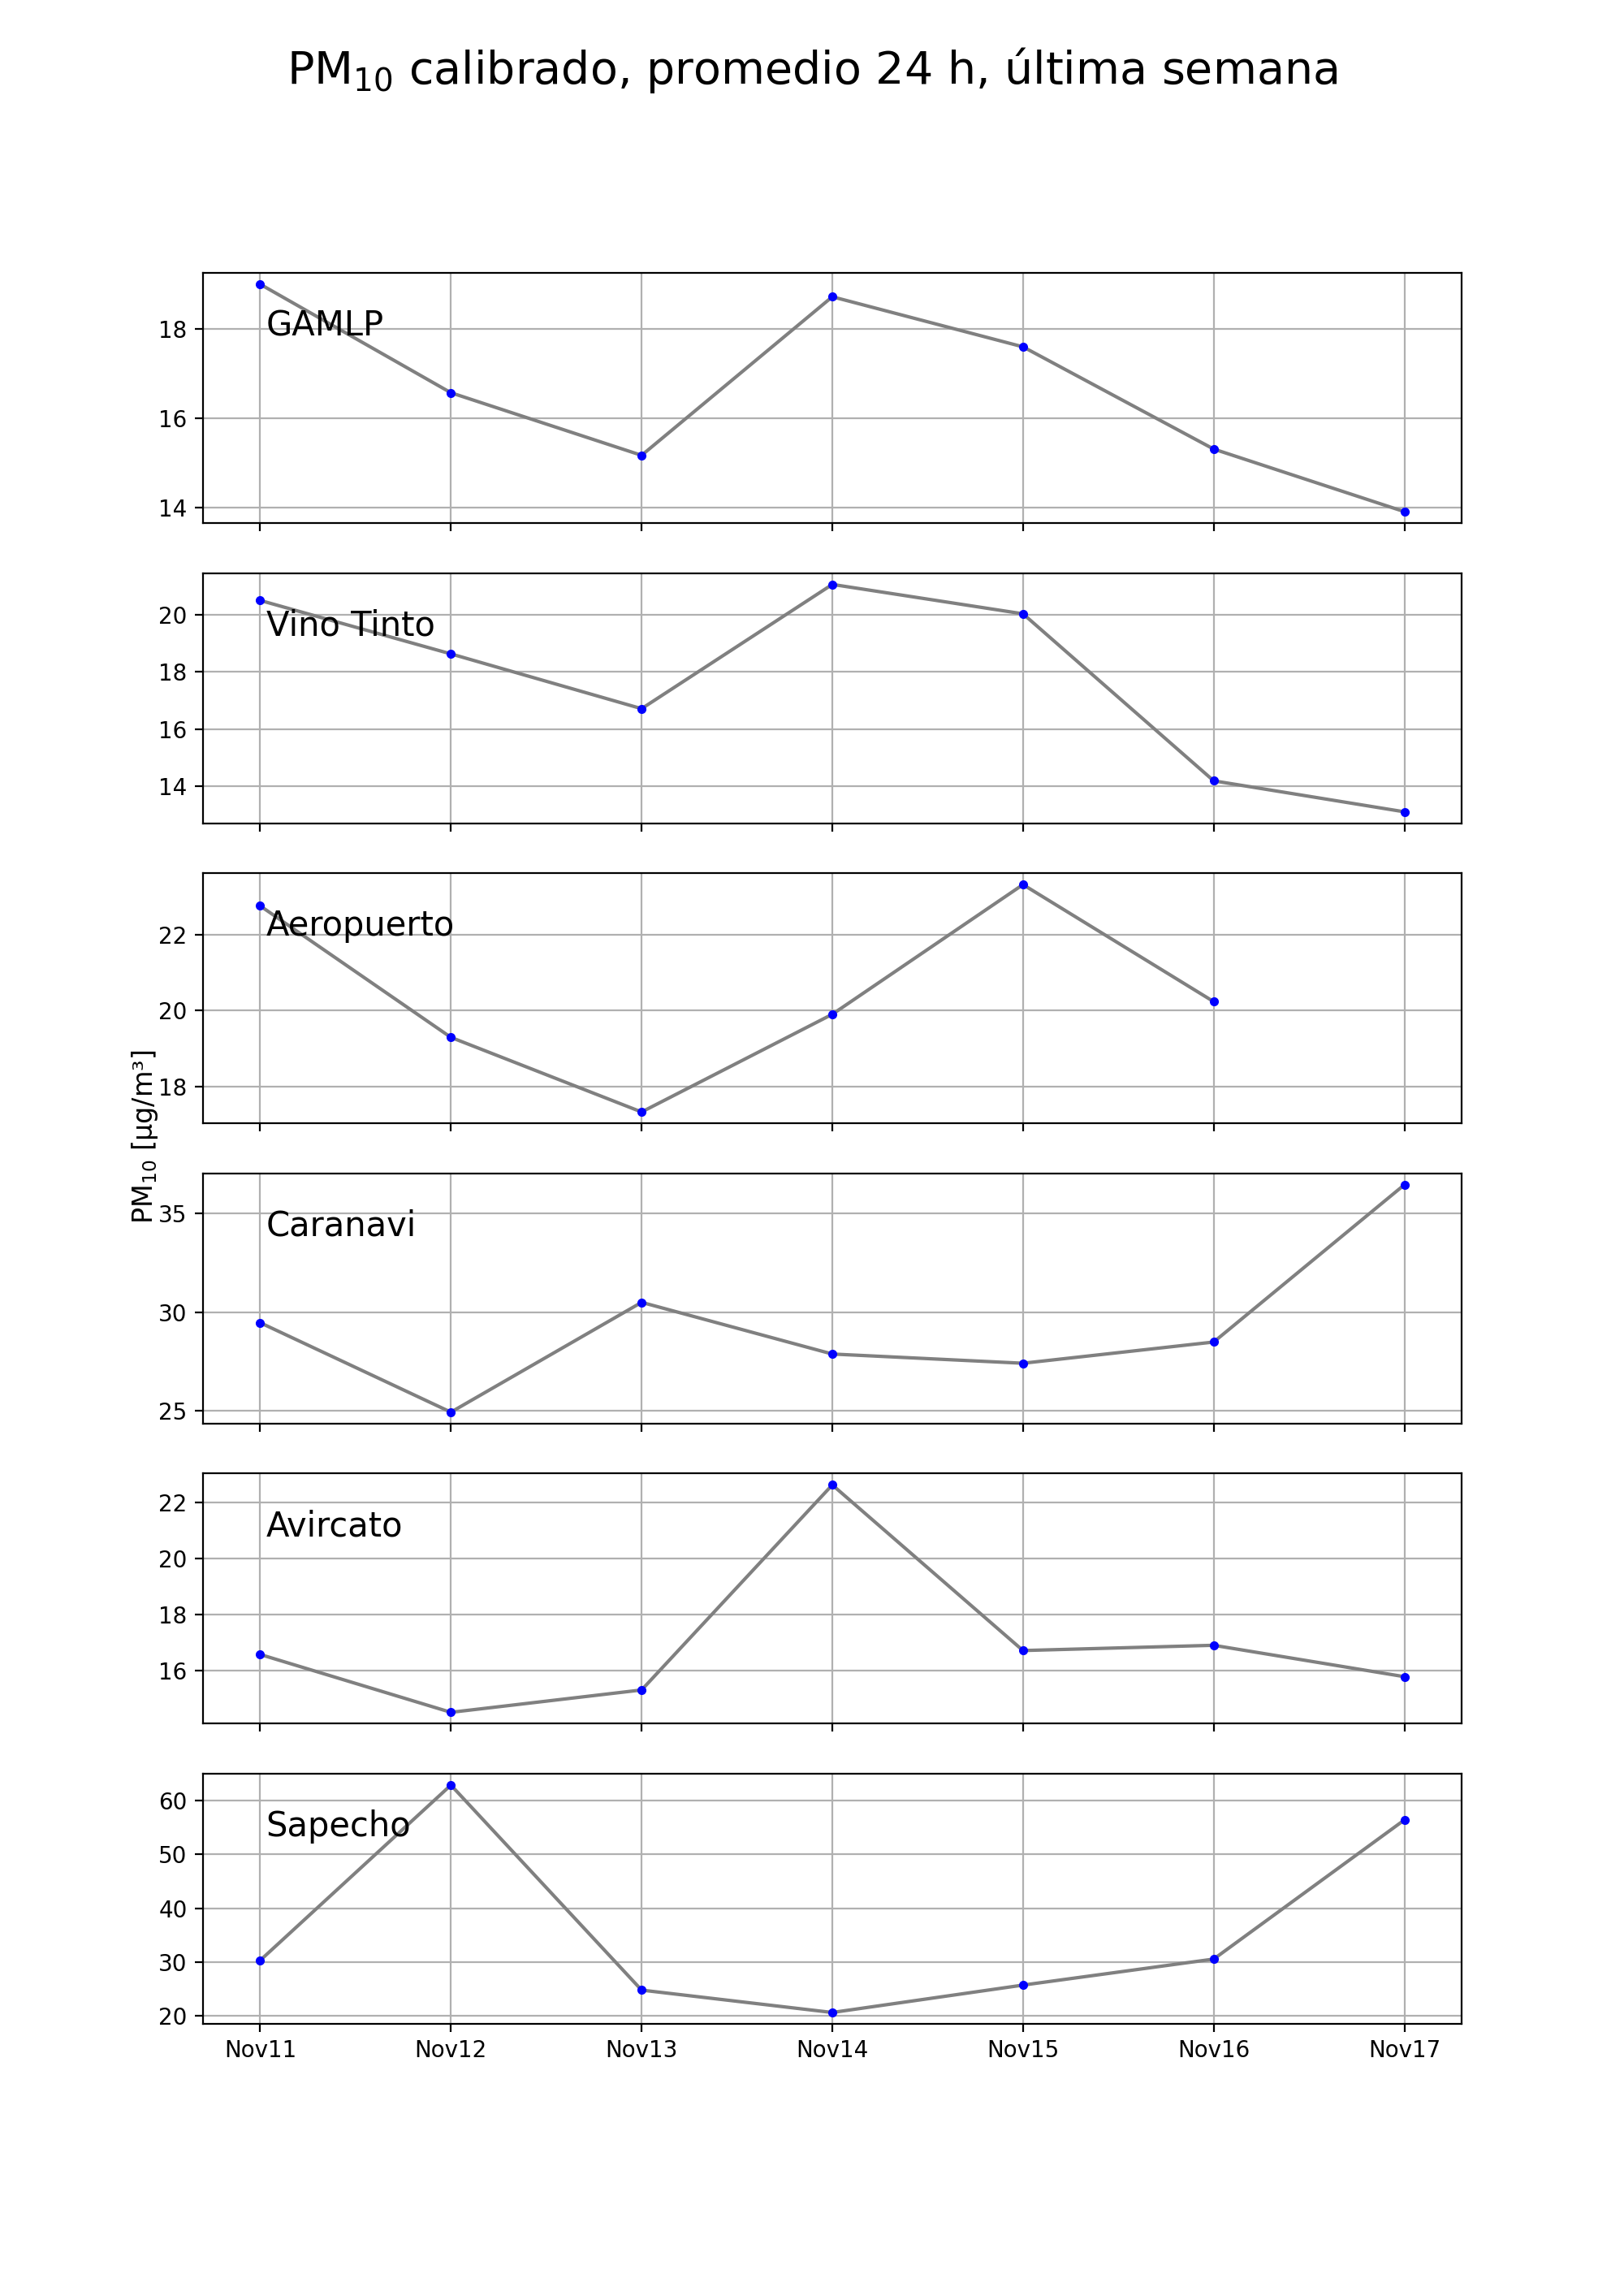 PM₁₀ calibrado, promedio 24 h, última semana
GAMLP
18
16
14
Vino Tinto
20
18
16
14
Aeropuerto
22
20
18
PM₁₀ [µg/m³]
Caranavi
35
30
25
Avircato
22
20
18
16
Sapecho
60
50
40
30
20
Nov11 Nov12 Nov13 Nov14 Nov15 Nov16 Nov17